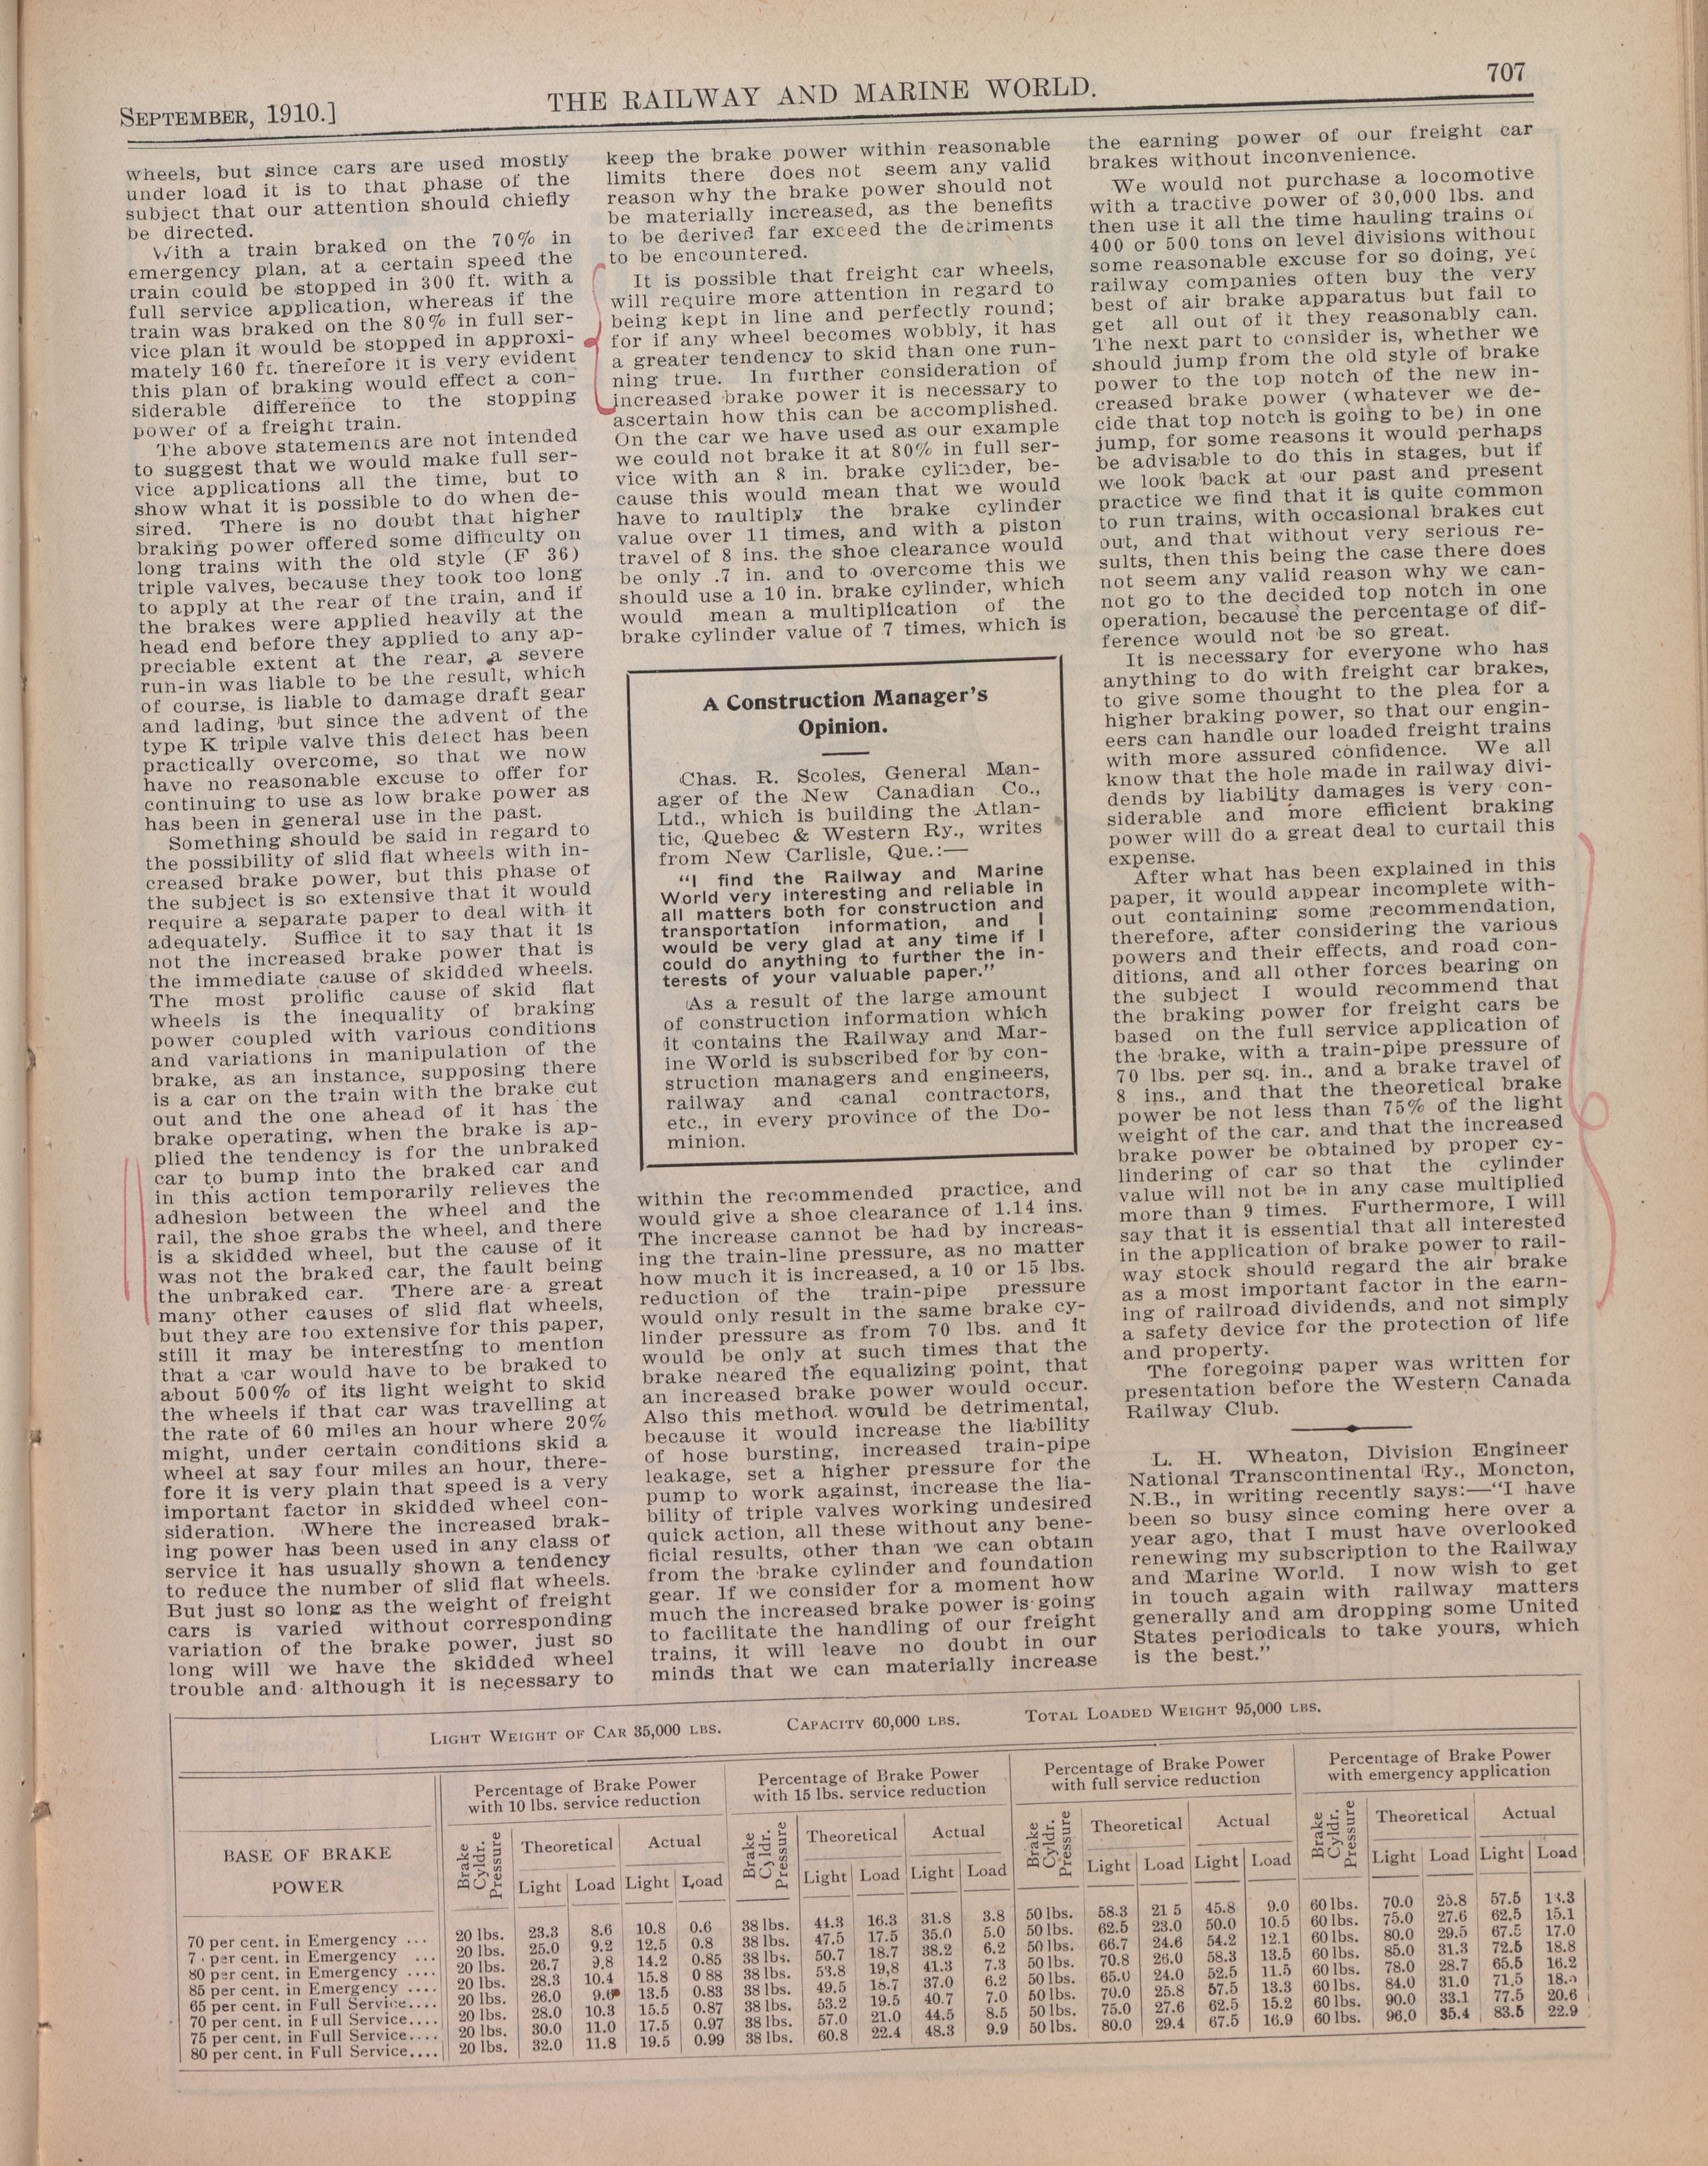 SEPTEMBER, 1910.]
THE RAILWAY AND MARINE WORLD.
707
wheels, but since cars are used mostly
under load it is to that phase of the
subject that our attention should chiefly
be directed.
With a train braked on the 70% in
emergency plan, at a certain speed the
train could be stopped in 300 ft. with a
full service application, whereas if the
train was braked on the 80% in full ser-
vice plan it would be stopped in approxi-
mately 160 ft. therefore it is very evident
this plan of braking would effect a con-
siderable difference to the stopping
power of a freight train.
The above statements are not intended
to suggest that we would make full ser-
vice applications all the time, but to
show what it is possible to do when de-
sired. There is no doubt that higher
braking power offered some difficulty on
long trains with the old style (F 36)
triple valves, because they took too long
to apply at the rear of the train, and if
the brakes were applied heavily at the
head end before they applied to any ap-
preciable extent at the rear, a severe
run-in was liable to be the result, which
of course, is liable to damage draft gear
and lading, but since the advent of the
type K triple valve this defect has been
practically overcome, so that we now
have no reasonable excuse to offer for
continuing to use as low brake power as
has been in general use in the past.
Something should be said in regard to
the possibility of slid flat wheels with in-
creased brake power, but this phase of
the subject is so extensive that it would
require a separate paper to deal with it
adequately. Suffice it to say that it is
not the increased brake power that is
the immediate cause of skidded wheels.
The most prolific cause of skid flat
wheels is the inequality of braking
power coupled with various conditions
and variations in manipulation of the
brake, as an instance, supposing there
is a car on the train with the brake cut
out and the one ahead of it has the
brake operating, when the brake is ap-
plied the tendency is for the unbraked
car to bump into the braked car and
in this action temporarily relieves the
adhesion between the wheel and the
rail, the shoe grabs the wheel, and there
is a skidded wheel, but the cause of it
was not the braked car, the fault being
the unbraked car. There are a great
many other causes of slid flat wheels,
but they are too extensive for this paper,
still it may be interesting to mention
that a car would have to be braked to
about 500% of its light weight to skid
the wheels if that car was travelling at
the rate of 60 miles an hour where 20%
might, under certain conditions skid a
wheel at say four miles an hour, there-
fore it is very plain that speed is a very
important factor in skidded wheel con-
sideration. Where the increased brak-
ing power has been used in any class of
service it has usually shown a tendency
to reduce the number of slid flat wheels.
But just so long as the weight of freight
cars is varied without corresponding
variation of the brake power, just so
long will we have the skidded wheel
trouble and although it is necessary to
keep the brake power within reasonable
limits there does not seem any valid
reason why the brake power should not
be materially increased, as the benefits
to be derived far exceed the detriments
to be encountered.
It is possible that freight car wheels,
will require more attention in regard to
being kept in line and perfectly round;
for if any wheel becomes wobbly, it has
a greater tendency to skid than one run-
ning true. In further consideration of
increased brake power it is necessary to
ascertain how this can be accomplished.
On the car we have used as our example
we could not brake it at 80% in full ser-
vice with an 8 in. brake cylinder, be-
cause this would mean that we would
have to multiply the brake cylinder
value over 11 times, and with a piston
travel of 8 ins. the shoe clearance would
be only .7 in. and to overcome this we
should use a 10 in. brake cylinder, which
would mean a multiplication of the
brake cylinder value of 7 times, which is
A Construction Manager's
Opinion.
Chas. R. Scoles, General Man-
ager of the New Canadian Co.,
Ltd., which is building the Atlan-
tic, Quebec & Western Ry., writes
from New Carlisle, Que.:—
"I find the Railway and Marine
World very interesting and reliable in
all matters both for construction and
transportation information, and I
would be very glad at any time if I
could do anything to further the in-
terests of your valuable paper."
As a result of the large amount
of construction information which
it contains the Railway and Mar-
ine World is subscribed for by con-
struction managers and engineers,
railway and canal contractors,
etc., in every province of the Do-
minion.
within the recommended practice, and
would give a shoe clearance of 1.14 ins.
The increase cannot be had by increas-
ing the train-line pressure, as no matter
how much it is increased, a 10 or 15 lbs.
reduction of the train-pipe pressure
would only result in the same brake cy-
linder pressure as from 70 lbs. and it
would be only at such times that the
brake neared the equalizing point, that
an increased brake power would occur.
Also this method would be detrimental,
because it would increase the liability
of hose bursting, increased train-pipe
leakage, set a higher pressure for the
pump to work against, increase the lia-
bility of triple valves working undesired
quick action, all these without any bene-
ficial results, other than we can obtain
from the brake cylinder and foundation
gear. If we consider for a moment how
much the increased brake power is going
to facilitate the handling of our freight
trains, it will leave no doubt in our
minds that we can materially increase
the earning power of our freight car
brakes without inconvenience.
We would not purchase a locomotive
with a tractive power of 30,000 lbs. and
then use it all the time hauling trains of
400 or 500 tons on level divisions without
some reasonable excuse for so doing, yet
railway companies often buy the very
best of air brake apparatus but fail to
get all out of it they reasonably can.
The next part to consider is, whether we
should jump from the old style of brake
power to the top notch of the new in-
creased brake power (whatever we de-
cide that top notch is going to be) in one
jump, for some reasons it would perhaps
be advisable to do this in stages, but if
we look back at our past and present
practice we find that it is quite common
to run trains, with occasional brakes cut
out, and that without very serious re-
sults, then this being the case there does
not seem any valid reason why we can-
not go to the decided top notch in one
operation, because the percentage of dif-
ference would not be so great.
It is necessary for everyone who has
anything to do with freight car brakes,
to give some thought to the plea for a
higher braking power, so that our engin-
eers can handle our loaded freight trains
with more assured confidence. We all
know that the hole made in railway divi-
dends by liability damages is very con-
siderable and more efficient braking
power will do a great deal to curtail this
expense.
After what has been explained in this
paper, it would appear incomplete with-
out containing some recommendation,
therefore, after considering the various
powers and their effects, and road con-
ditions, and all other forces bearing on
the subject I would recommend that
the braking power for freight cars be
based on the full service application of
the brake, with a train-pipe pressure of
70 lbs. per sq. in., and a brake travel of
8 ins., and that the theoretical brake
power be not less than 75% of the light
weight of the car. and that the increased
brake power be obtained by proper cy-
lindering of car so that the cylinder
value will not be in any case multiplied
more than 9 times. Furthermore, I will
say that it is essential that all interested
in the application of brake power to rail-
way stock should regard the air brake
as a most important factor in the earn-
ing of railroad dividends, and not simply
a safety device for the protection of life
and property.
The foregoing paper was written for
presentation before the Western Canada
Railway Club.
L. H. Wheaton, Division Engineer
National Transcontinental Ry., Moncton,
N.B., in writing recently says:—"I have
been so busy since coming here over a
year ago, that I must have overlooked
renewing my subscription to the Railway
and Marine World. I now wish to get
in touch again with railway matters
generally and am dropping some United
States periodicals to take yours, which
is the best."
LIGHT WEIGHT OF CAR 35,000 LBS. CAPACITY 60,000 LBS. TOTAL LOADED WEIGHT 95,000 LBS.
BASE OF BRAKE
POWER
Percentage of Brake Power
with 10 lbs. service reduction
Percentage of Brake Power
with 15 lbs. service reduction
Percentage of Brake Power
with full service reduction
Percentage of Brake Power
with emergency application
Brake Cyldr. Pressure Theoretical Actual Brake Cyldr. Pressure Theoretical Actual Brake Cyldr. Pressure Theoretical Actual Brake Cyldr. Pressure Theoretical Actual
Light Load Light Load Light Load Light Load Light Load Light Load Light Load Light Load
70 per cent. in Emergency ... 20 lbs. 23.3 8.6 10.8 0.6 38 lbs. 44.3 16.3 31.8 3.8 50 lbs. 58.3 21 5 45.8 9.0 60 lbs. 70.0 25.8 57.5 13.3
7 per cent. in Emergency ... 20 lbs. 25.0 9.2 12.5 0.8 38 lbs. 47.5 17.5 35.0 5.0 50 lbs. 62.5 23.0 50.0 10.5 60 lbs. 75.0 27.6 62.5 15.1
80 per cent in Emergency .... 20 lbs. 26.7 9.8 14.2 0.85 38 lbs. 50.7 18.7 38.2 6.2 50 lbs. 66.7 24.6 54.2 12.1 60 lbs. 80.0 29.5 67.5 17.0
85 per cent. in Emergency .... 20 lbs. 28.3 10.4 15.8 0 88 38 lbs. 53.8 19,8 41.3 7.3 50 lbs. 70.8 26.0 58.3 13.5 60 lbs. 85.0 31.3 72.5 18.8
65 per cent. in Full Service.... 20 lbs. 26.0 9.6 13.5 0.83 38 lbs. 49.5 18.7 37.0 6.2 50 lbs. 65.0 24.0 52.5 11.5 60 lbs. 78.0 28.7 65.5 16.2
70 per cent. in Full Service.... 20 lbs. 28.0 10.3 15.5 0.87 38 lbs. 53.2 19.5 40.7 7.0 50 lbs. 70.0 25.8 57.5 13.3 60 lbs. 84.0 31.0 71.5 18.5
75 per cent. in Full Service.... 20 lbs. 30.0 11.0 17.5 0.97 38 lbs. 57.0 21.0 44.5 8.5 50 lbs. 75.0 27.6 62.5 15.2 60 lbs. 90.0 33.1 77.5 20.6
80 per cent. in Full Service.... 20 lbs. 32.0 11.8 19.5 0.99 38 lbs. 60.8 22.4 48.3 9.9 50 lbs. 80.0 29.4 67.5 16.9 60 lbs. 96.0 35.4 83.5 22.9